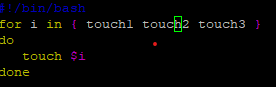 #!/bin/bash
for i in { touch1 touch2 touch3 }
do
   touch $i
done